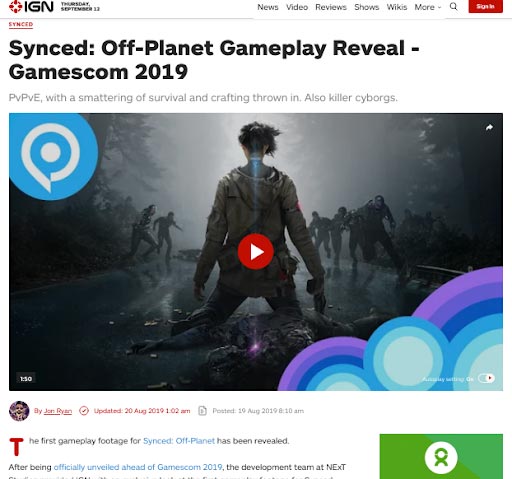 IGN
THURSDAY,
SEPTEMBER 12
News Video Reviews Shows Wikis More
Sign In
SYNCED
Synced: Off-Planet Gameplay Reveal -
Gamescom 2019
PvPvE, with a smattering of survival and crafting thrown in. Also killer cyborgs.
1:50
Autoplay setting: On
By Jon Ryan Updated: 20 Aug 2019 1:02 am Posted: 19 Aug 2019 8:10 am
The first gameplay footage for Synced: Off-Planet has been revealed.
After being officially unveiled ahead of Gamescom 2019, the development team at NExT